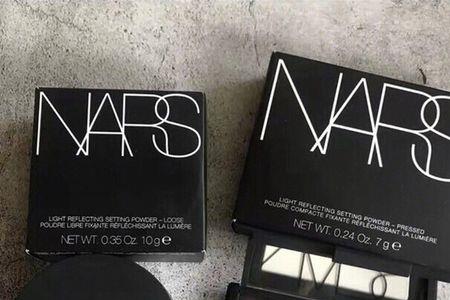 NARS
LIGHT REFLECTING SETTING POWDER – LOOSE
POUDRE LIBRE FIXANTE RÉFLÉCHISSANT LA LUMIÈRE
NET WT. 0.35 OZ. 10 g e
NARS
LIGHT REFLECTING SETTING POWDER – PRESSED
POUDRE COMPACTE FIXANTE RÉFLÉCHISSANT LA LUMIÈRE
NET WT. 0.24 OZ. 7 g e